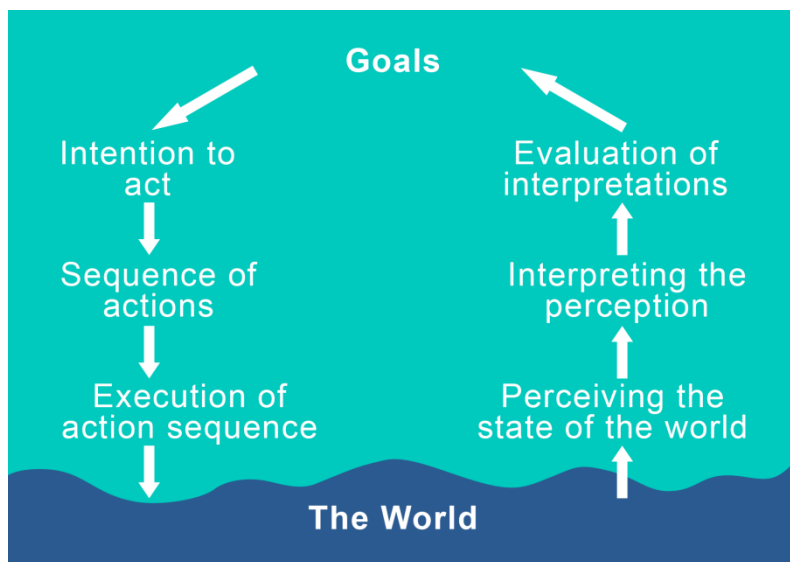 Goals
Intention to
act
Sequence of
actions
Execution of
action sequence
Evaluation of
interpretations
Interpreting the
perception
Perceiving the
state of the world
The World